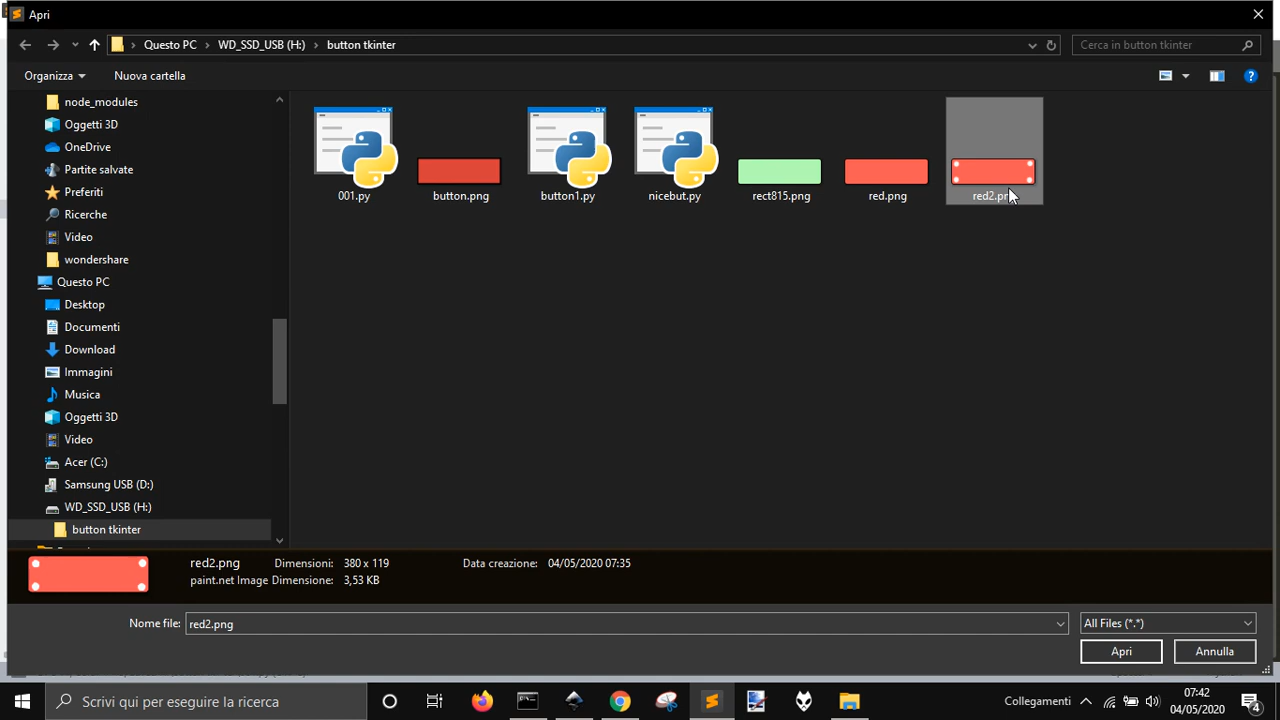 Apri
Questo PC > WD_SSD_USB (H:) > button tkinter
Cerca in button tkinter
Organizza
Nuova cartella
node_modules
Oggetti 3D
OneDrive
Partite salvate
Preferiti
Ricerche
Video
wondershare
Questo PC
Desktop
Documenti
Download
Immagini
Musica
Oggetti 3D
Video
Acer (C:)
Samsung USB (D:)
WD_SSD_USB (H:)
button tkinter
001.py
button.png
button1.py
nicebut.py
rect815.png
red.png
red2.pn
red2.png Dimensioni: 380 x 119 Data creazione: 04/05/2020 07:35
paint.net Image Dimensione: 3,53 KB
Nome file: red2.png
All Files (*.*)
Apri
Annulla
Scrivi qui per eseguire la ricerca
Collegamenti
07:42
04/05/2020
4